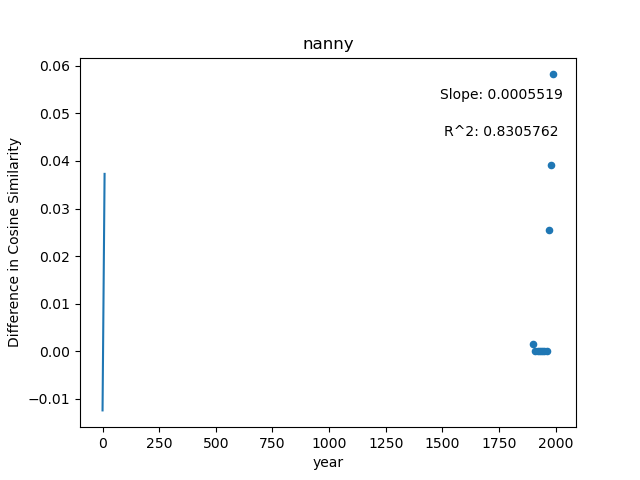 nanny
0.06
0.05
0.04
0.03
0.02
0.01
0.00
−0.01
Difference in Cosine Similarity
Slope: 0.0005519
R^2: 0.8305762
0 250 500 750 1000 1250 1500 1750 2000
year